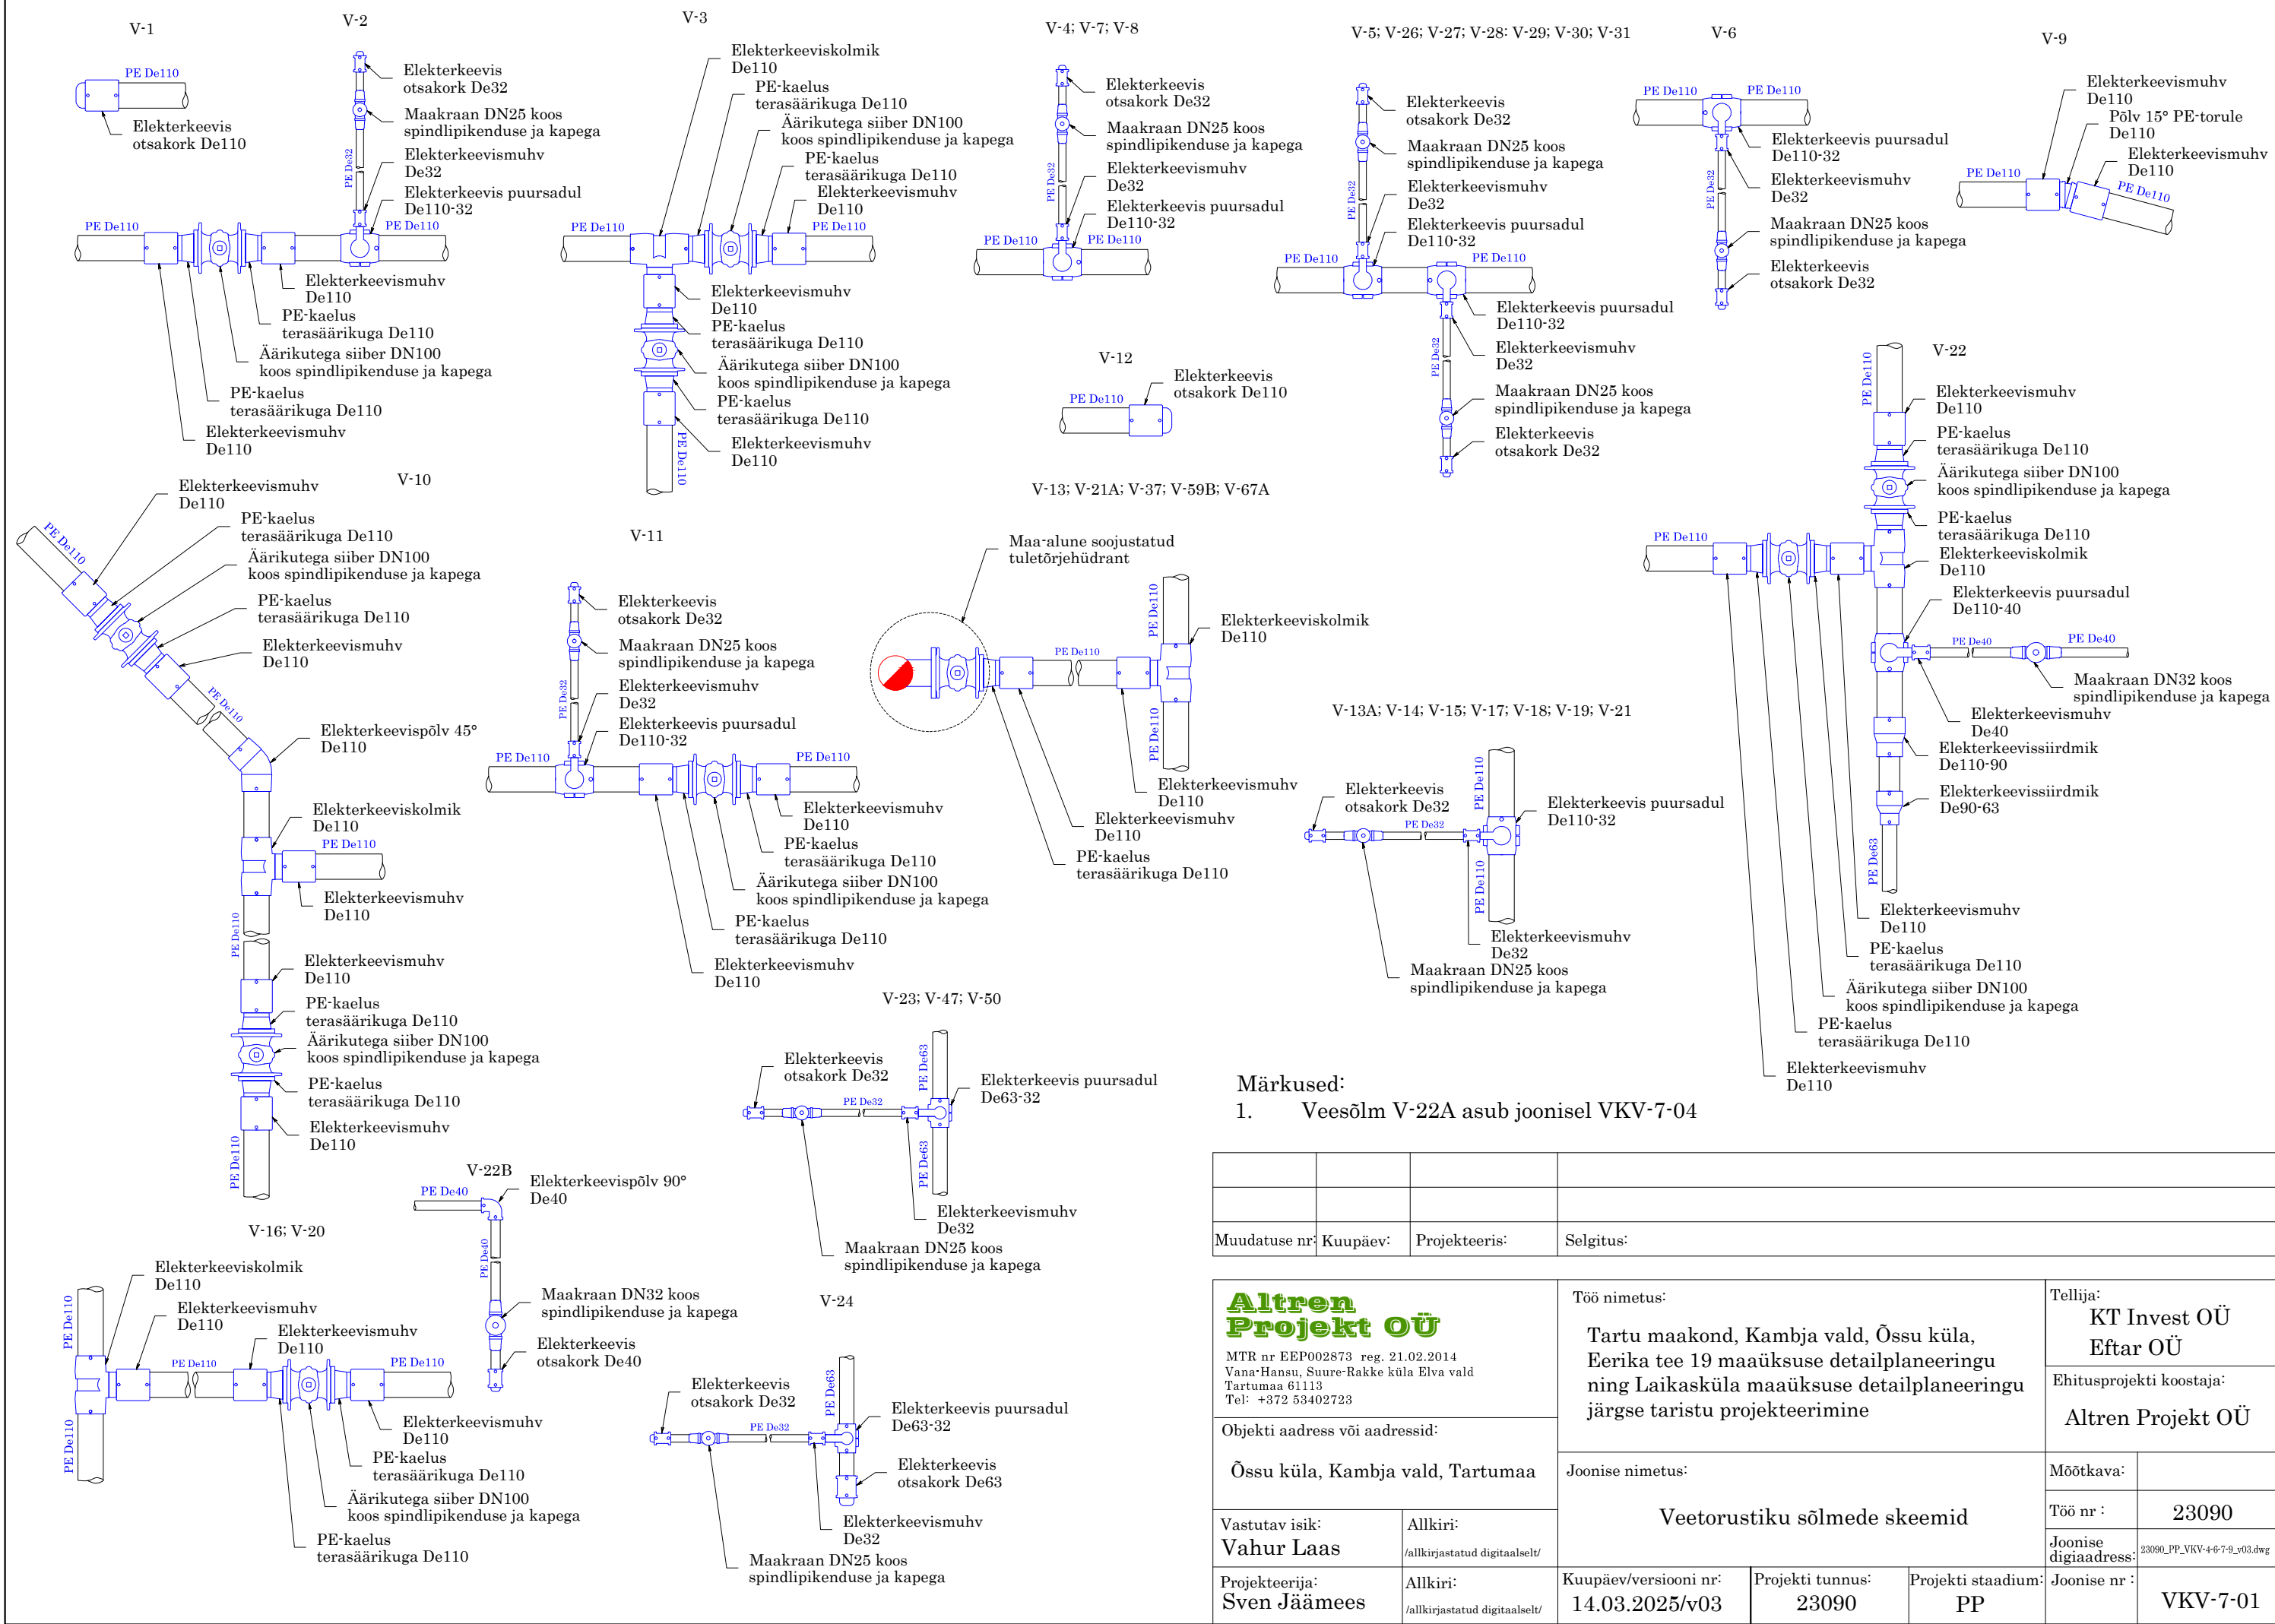 V-1
PE De110
Elekterkeevis
otsakork De110
V-2
Elekterkeevis
otsakork De32
Maakraan DN25 koos
spindlipikenduse ja kapega
PE De32
Elekterkeevismuhv
De32
Elekterkeevis puursadul
De110-32
PE De110
PE De110
Elekterkeevismuhv
De110
PE-kaelus
terasäärikuga De110
Äärikutega siiber DN100
koos spindlipikenduse ja kapega
PE-kaelus
terasäärikuga De110
Elekterkeevismuhv
De110
V-3
Elekterkeeviskolmik
De110
PE-kaelus
terasäärikuga De110
Äärikutega siiber DN100
koos spindlipikenduse ja kapega
PE-kaelus
terasäärikuga De110
Elekterkeevismuhv
De110
PE De110
PE De110
Elekterkeevismuhv
De110
PE-kaelus
terasäärikuga De110
Äärikutega siiber DN100
koos spindlipikenduse ja kapega
PE-kaelus
terasäärikuga De110
Elekterkeevismuhv
De110
PE De110
V-4; V-7; V-8
Elekterkeevis
otsakork De32
Maakraan DN25 koos
spindlipikenduse ja kapega
PE De32
Elekterkeevismuhv
De32
Elekterkeevis puursadul
De110-32
PE De110
PE De110
V-5; V-26; V-27; V-28: V-29; V-30; V-31
Elekterkeevis
otsakork De32
Maakraan DN25 koos
spindlipikenduse ja kapega
PE De32
Elekterkeevismuhv
De32
Elekterkeevis puursadul
De110-32
PE De110
PE De110
Elekterkeevis puursadul
De110-32
PE De32
Elekterkeevismuhv
De32
Maakraan DN25 koos
spindlipikenduse ja kapega
Elekterkeevis
otsakork De32
V-6
PE De110
PE De110
Elekterkeevis puursadul
De110-32
PE De32
Elekterkeevismuhv
De32
Maakraan DN25 koos
spindlipikenduse ja kapega
Elekterkeevis
otsakork De32
V-9
Elekterkeevismuhv
De110
Põlv 15° PE-torule
De110
Elekterkeevismuhv
De110
PE De110
PE De110
V-12
Elekterkeevis
otsakork De110
PE De110
V-22
PE De110
Elekterkeevismuhv
De110
PE-kaelus
terasäärikuga De110
Äärikutega siiber DN100
koos spindlipikenduse ja kapega
PE-kaelus
terasäärikuga De110
Elekterkeeviskolmik
De110
PE De110
Elekterkeevis puursadul
De110-40
PE De40
PE De40
Maakraan DN32 koos
spindlipikenduse ja kapega
Elekterkeevismuhv
De40
Elekterkeevissiirdmik
De110-90
Elekterkeevissiirdmik
De90-63
PE De63
Elekterkeevismuhv
De110
PE-kaelus
terasäärikuga De110
Äärikutega siiber DN100
koos spindlipikenduse ja kapega
PE-kaelus
terasäärikuga De110
Elekterkeevismuhv
De110
V-10
Elekterkeevismuhv
De110
PE De110
PE-kaelus
terasäärikuga De110
Äärikutega siiber DN100
koos spindlipikenduse ja kapega
PE-kaelus
terasäärikuga De110
Elekterkeevismuhv
De110
PE De110
Elekterkeevispõlv 45°
De110
Elekterkeeviskolmik
De110
PE De110
Elekterkeevismuhv
De110
PE De110
Elekterkeevismuhv
De110
PE-kaelus
terasäärikuga De110
Äärikutega siiber DN100
koos spindlipikenduse ja kapega
PE-kaelus
terasäärikuga De110
Elekterkeevismuhv
De110
PE De110
V-11
Elekterkeevis
otsakork De32
Maakraan DN25 koos
spindlipikenduse ja kapega
PE De32
Elekterkeevismuhv
De32
Elekterkeevis puursadul
De110-32
PE De110
PE De110
Elekterkeevismuhv
De110
PE-kaelus
terasäärikuga De110
Äärikutega siiber DN100
koos spindlipikenduse ja kapega
PE-kaelus
terasäärikuga De110
Elekterkeevismuhv
De110
V-13; V-21A; V-37; V-59B; V-67A
Maa-alune soojustatud
tuletõrjehüdrant
PE De110
Elekterkeeviskolmik
De110
PE De110
PE De110
Elekterkeevismuhv
De110
Elekterkeevismuhv
De110
PE-kaelus
terasäärikuga De110
V-13A; V-14; V-15; V-17; V-18; V-19; V-21
PE De110
Elekterkeevis
otsakork De32
PE De32
Elekterkeevis puursadul
De110-32
PE De110
Elekterkeevismuhv
De32
Maakraan DN25 koos
spindlipikenduse ja kapega
V-23; V-47; V-50
PE De63
Elekterkeevis
otsakork De32
PE De32
Elekterkeevis puursadul
De63-32
PE De63
Elekterkeevismuhv
De32
Maakraan DN25 koos
spindlipikenduse ja kapega
V-22B
PE De40
Elekterkeevispõlv 90°
De40
PE De40
Maakraan DN32 koos
spindlipikenduse ja kapega
Elekterkeevis
otsakork De40
V-16; V-20
Elekterkeeviskolmik
De110
PE De110
Elekterkeevismuhv
De110
Elekterkeevismuhv
De110
PE De110
PE De110
PE De110
Elekterkeevismuhv
De110
PE-kaelus
terasäärikuga De110
Äärikutega siiber DN100
koos spindlipikenduse ja kapega
PE-kaelus
terasäärikuga De110
V-24
PE De63
Elekterkeevis
otsakork De32
PE De32
Elekterkeevis puursadul
De63-32
Elekterkeevis
otsakork De63
Elekterkeevismuhv
De32
Maakraan DN25 koos
spindlipikenduse ja kapega
Märkused:
1. Veesõlm V-22A asub joonisel VKV-7-04
Muudatuse nr: Kuupäev: Projekteeris: Selgitus:
Altren
Projekt OÜ
MTR nr EEP002873 reg. 21.02.2014
Vana-Hansu, Suure-Rakke küla Elva vald
Tartumaa 61113
Tel: +372 53402723
Objekti aadress või aadressid:
Õssu küla, Kambja vald, Tartumaa
Töö nimetus:
Tartu maakond, Kambja vald, Õssu küla,
Eerika tee 19 maaüksuse detailplaneeringu
ning Laikasküla maaüksuse detailplaneeringu
järgse taristu projekteerimine
Tellija:
KT Invest OÜ
Eftar OÜ
Ehitusprojekti koostaja:
Altren Projekt OÜ
Joonise nimetus:
Veetorustiku sõlmede skeemid
Mõõtkava:
Töö nr : 23090
Joonise
digiaadress: 23090_PP_VKV-4-6-7-9_v03.dwg
Vastutav isik:
Vahur Laas
Allkiri:
/allkirjastatud digitaalselt/
Projekteerija:
Sven Jäämees
Allkiri:
/allkirjastatud digitaalselt/
Kuupäev/versiooni nr:
14.03.2025/v03
Projekti tunnus:
23090
Projekti staadium:
PP
Joonise nr :
VKV-7-01